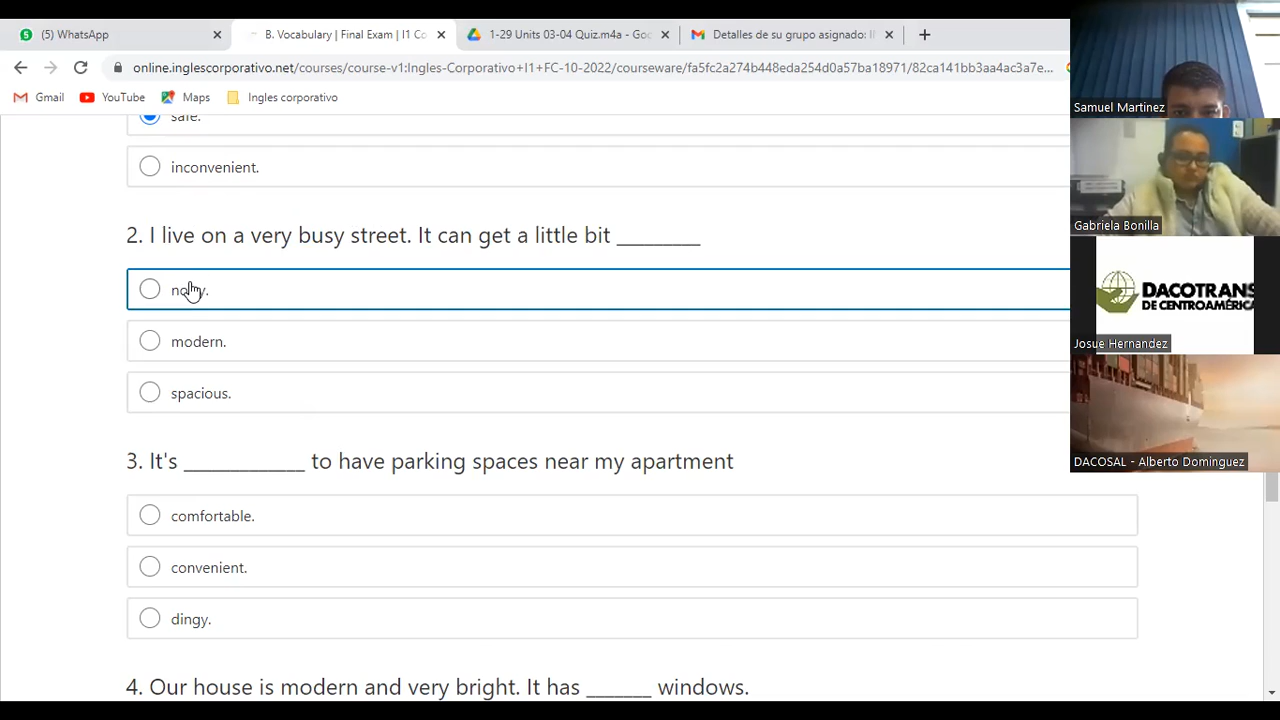 (5) WhatsApp
B. Vocabulary | Final Exam | I1 Co
1-29 Units 03-04 Quiz.m4a - Goo
Detalles de su grupo asignado: I
online.inglescorporativo.net/courses/course-v1:Ingles-Corporativo+I1+FC-10-2022/courseware/fa5fc2a274b448eda254d0a57ba18971/82ca141bb3aa4ac3a7e...
Gmail
YouTube
Maps
Ingles corporativo
safe.
inconvenient.
2. I live on a very busy street. It can get a little bit _________
modern.
spacious.
3. It's _____________ to have parking spaces near my apartment
comfortable.
convenient.
dingy.
4. Our house is modern and very bright. It has _______ windows.
Samuel Martinez
Gabriela Bonilla
DACOTRANS
DE CENTROAMÉRICA
Josue Hernandez
DACOSAL - Alberto Dominguez